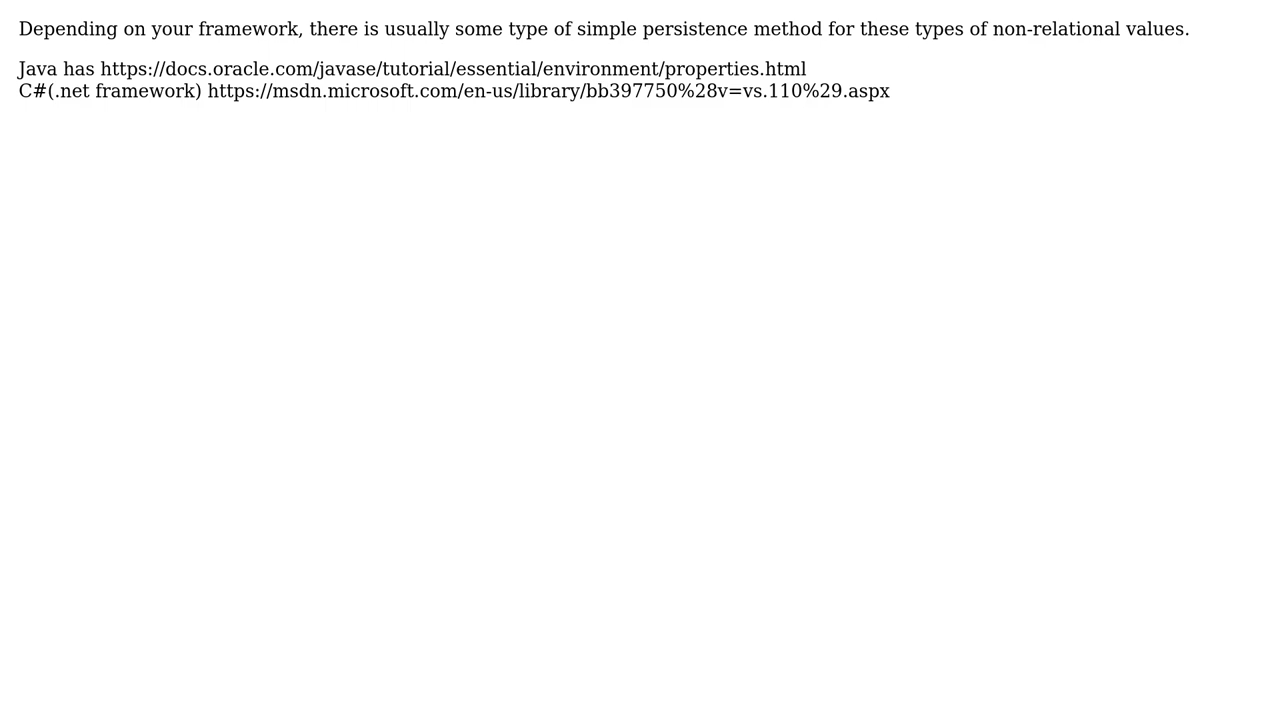 Depending on your framework, there is usually some type of simple persistence method for these types of non-relational values.
Java has https://docs.oracle.com/javase/tutorial/essential/environment/properties.html
C#(.net framework) https://msdn.microsoft.com/en-us/library/bb397750%28v=vs.110%29.aspx